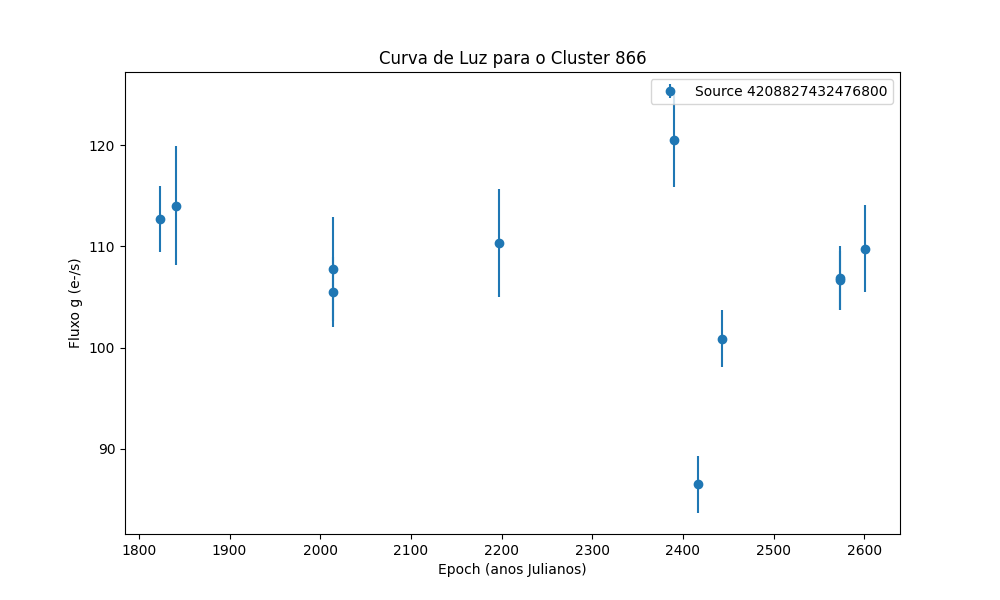 Curva de Luz para o Cluster 866
Source 4208827432476800
120
110
100
90
Fluxo g (e-/s)
1800 1900 2000 2100 2200 2300 2400 2500 2600
Epoch (anos Julianos)